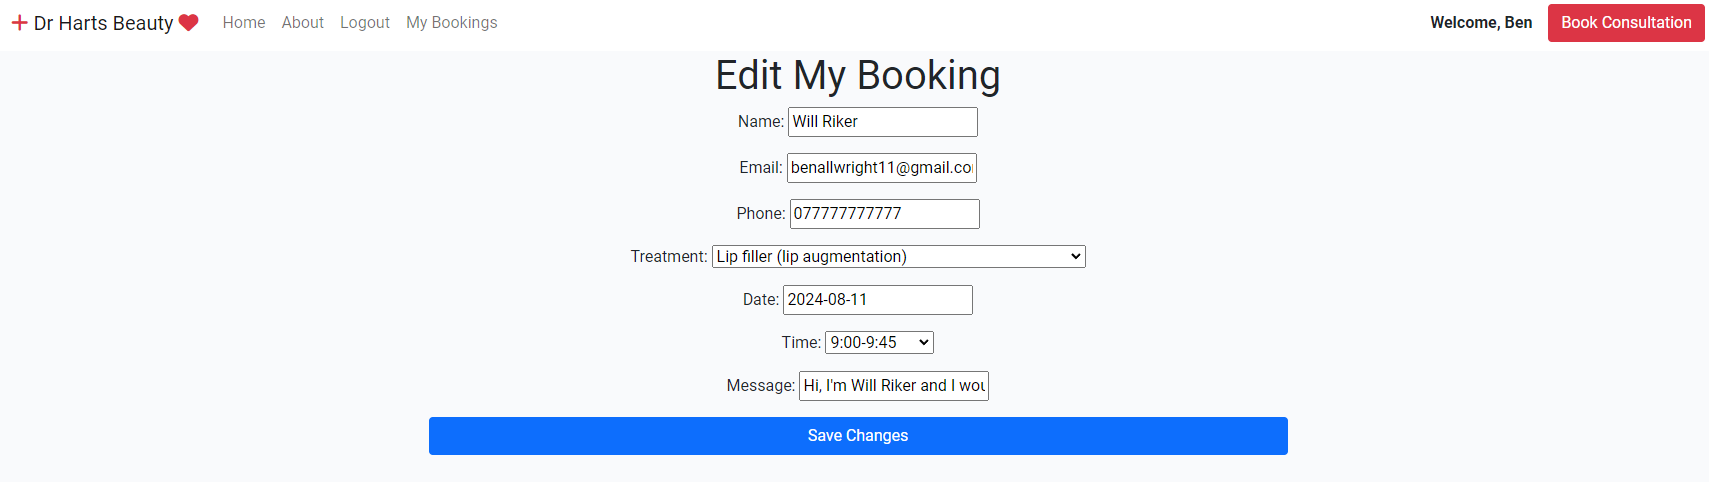 Dr Harts Beauty Home About Logout My Bookings Welcome, Ben Book Consultation
Edit My Booking
Name: Will Riker
Email: benallwright11@gmail.co
Phone: 077777777777
Treatment: Lip filler (lip augmentation)
Date: 2024-08-11
Time: 9:00-9:45
Message: Hi, I'm Will Riker and I wou
Save Changes